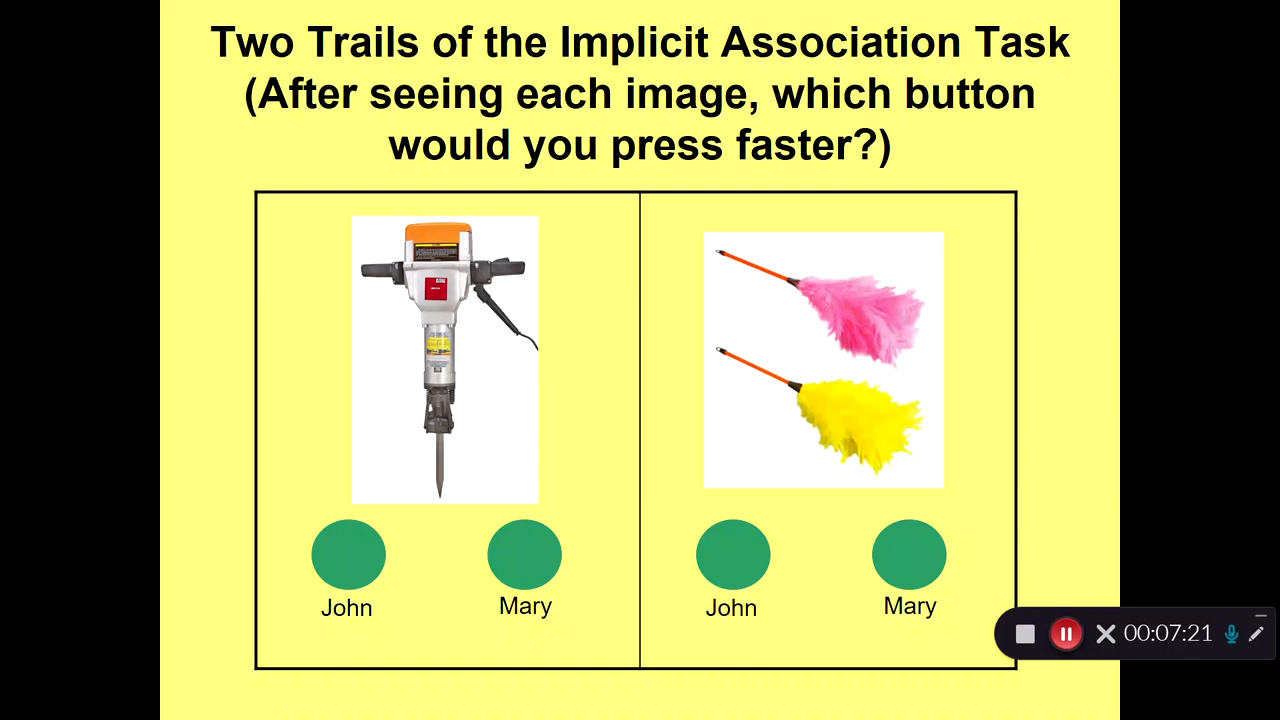 Two Trails of the Implicit Association Task
(After seeing each image, which button
would you press faster?)
John
Mary
John
Mary
00:07:21